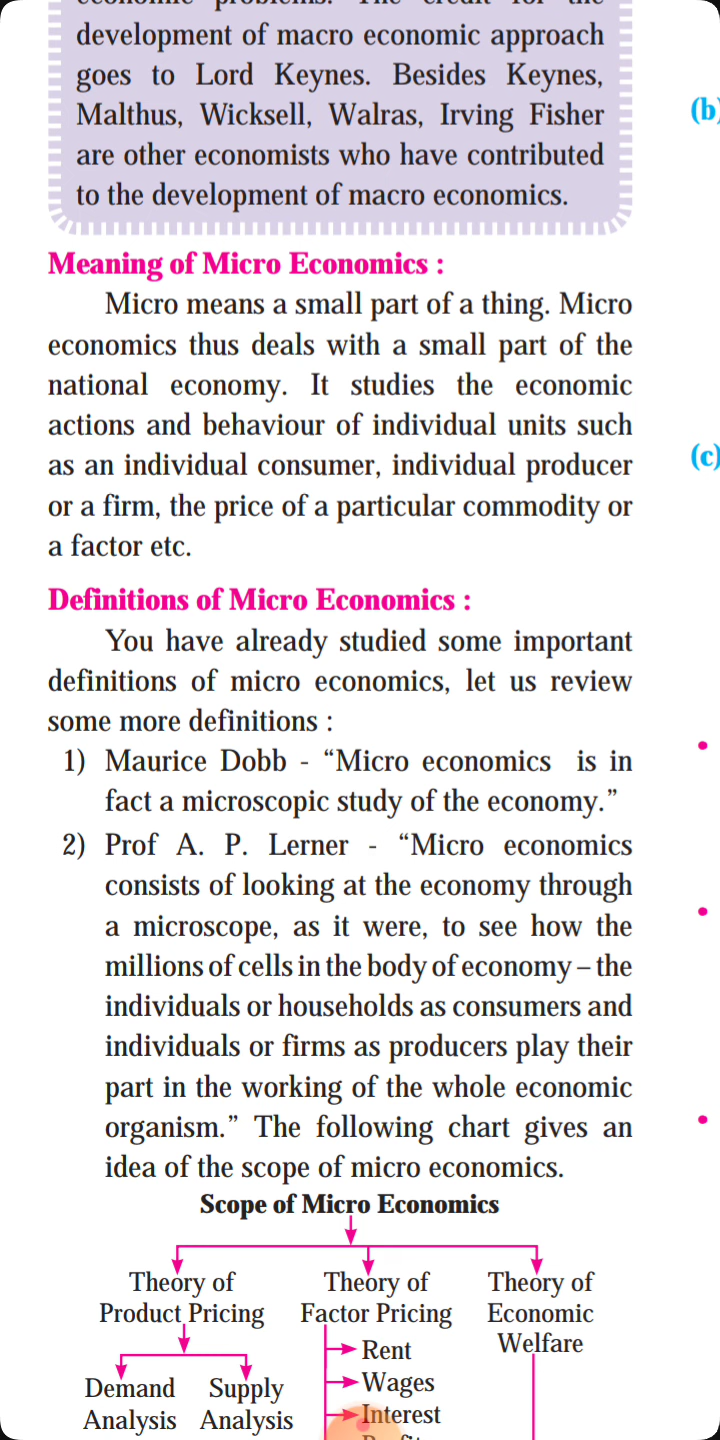 development of macro economic approach
goes to Lord Keynes. Besides Keynes,
Malthus, Wicksell, Walras, Irving Fisher
are other economists who have contributed
to the development of macro economics.
Meaning of Micro Economics :
Micro means a small part of a thing. Micro
economics thus deals with a small part of the
national economy. It studies the economic
actions and behaviour of individual units such
as an individual consumer, individual producer
or a firm, the price of a particular commodity or
a factor etc.
Definitions of Micro Economics :
You have already studied some important
definitions of micro economics, let us review
some more definitions :
1) Maurice Dobb - “Micro economics is in
fact a microscopic study of the economy.”
2) Prof A. P. Lerner - “Micro economics
consists of looking at the economy through
a microscope, as it were, to see how the
millions of cells in the body of economy – the
individuals or households as consumers and
individuals or firms as producers play their
part in the working of the whole economic
organism.” The following chart gives an
idea of the scope of micro economics.
Scope of Micro Economics
Theory of
Product Pricing
Theory of
Factor Pricing
Theory of
Economic
Welfare
Demand
Analysis
Supply
Analysis
Rent
Wages
Interest
(b)
(c)